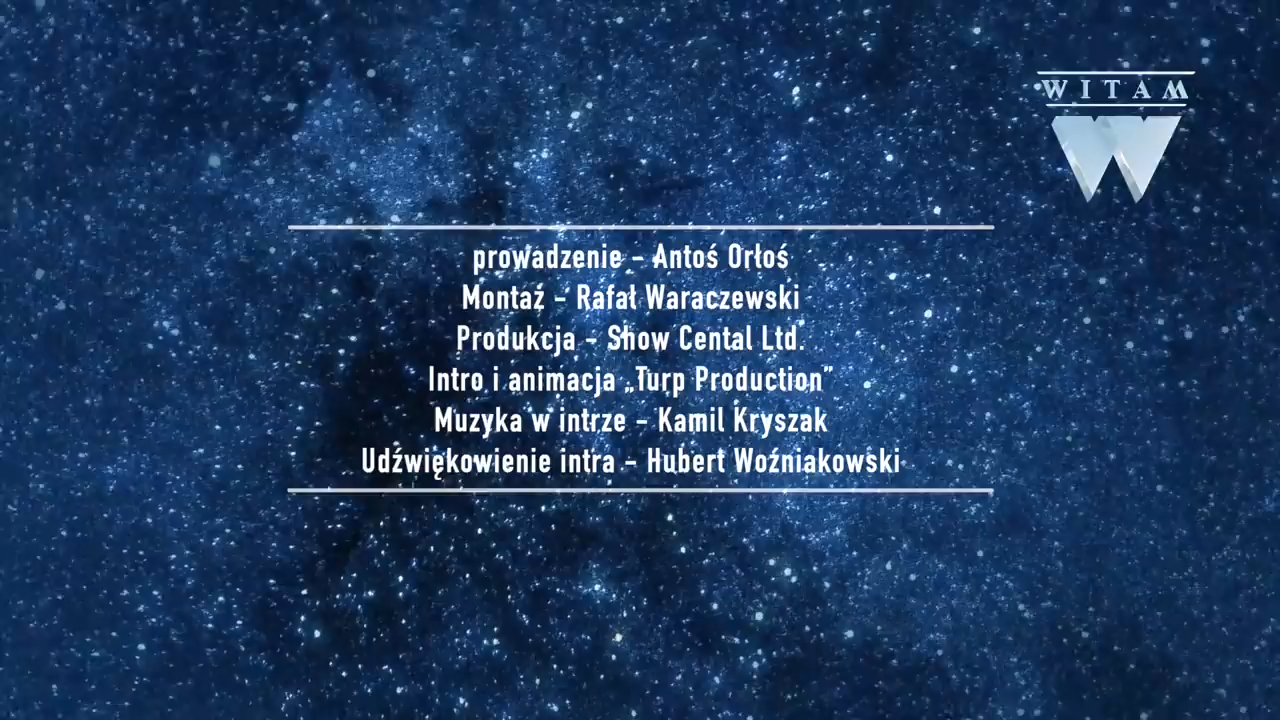 WITAM
W
prowadzenie – Antoś Orłoś
Montaź – Rafał Waraczewski
Produkcja – Show Cental Ltd.
Intro i animacja „Turp Production”
Muzyka w intrze – Kamil Kryszak
Udźwiękowienie intra – Hubert Woźniakowski